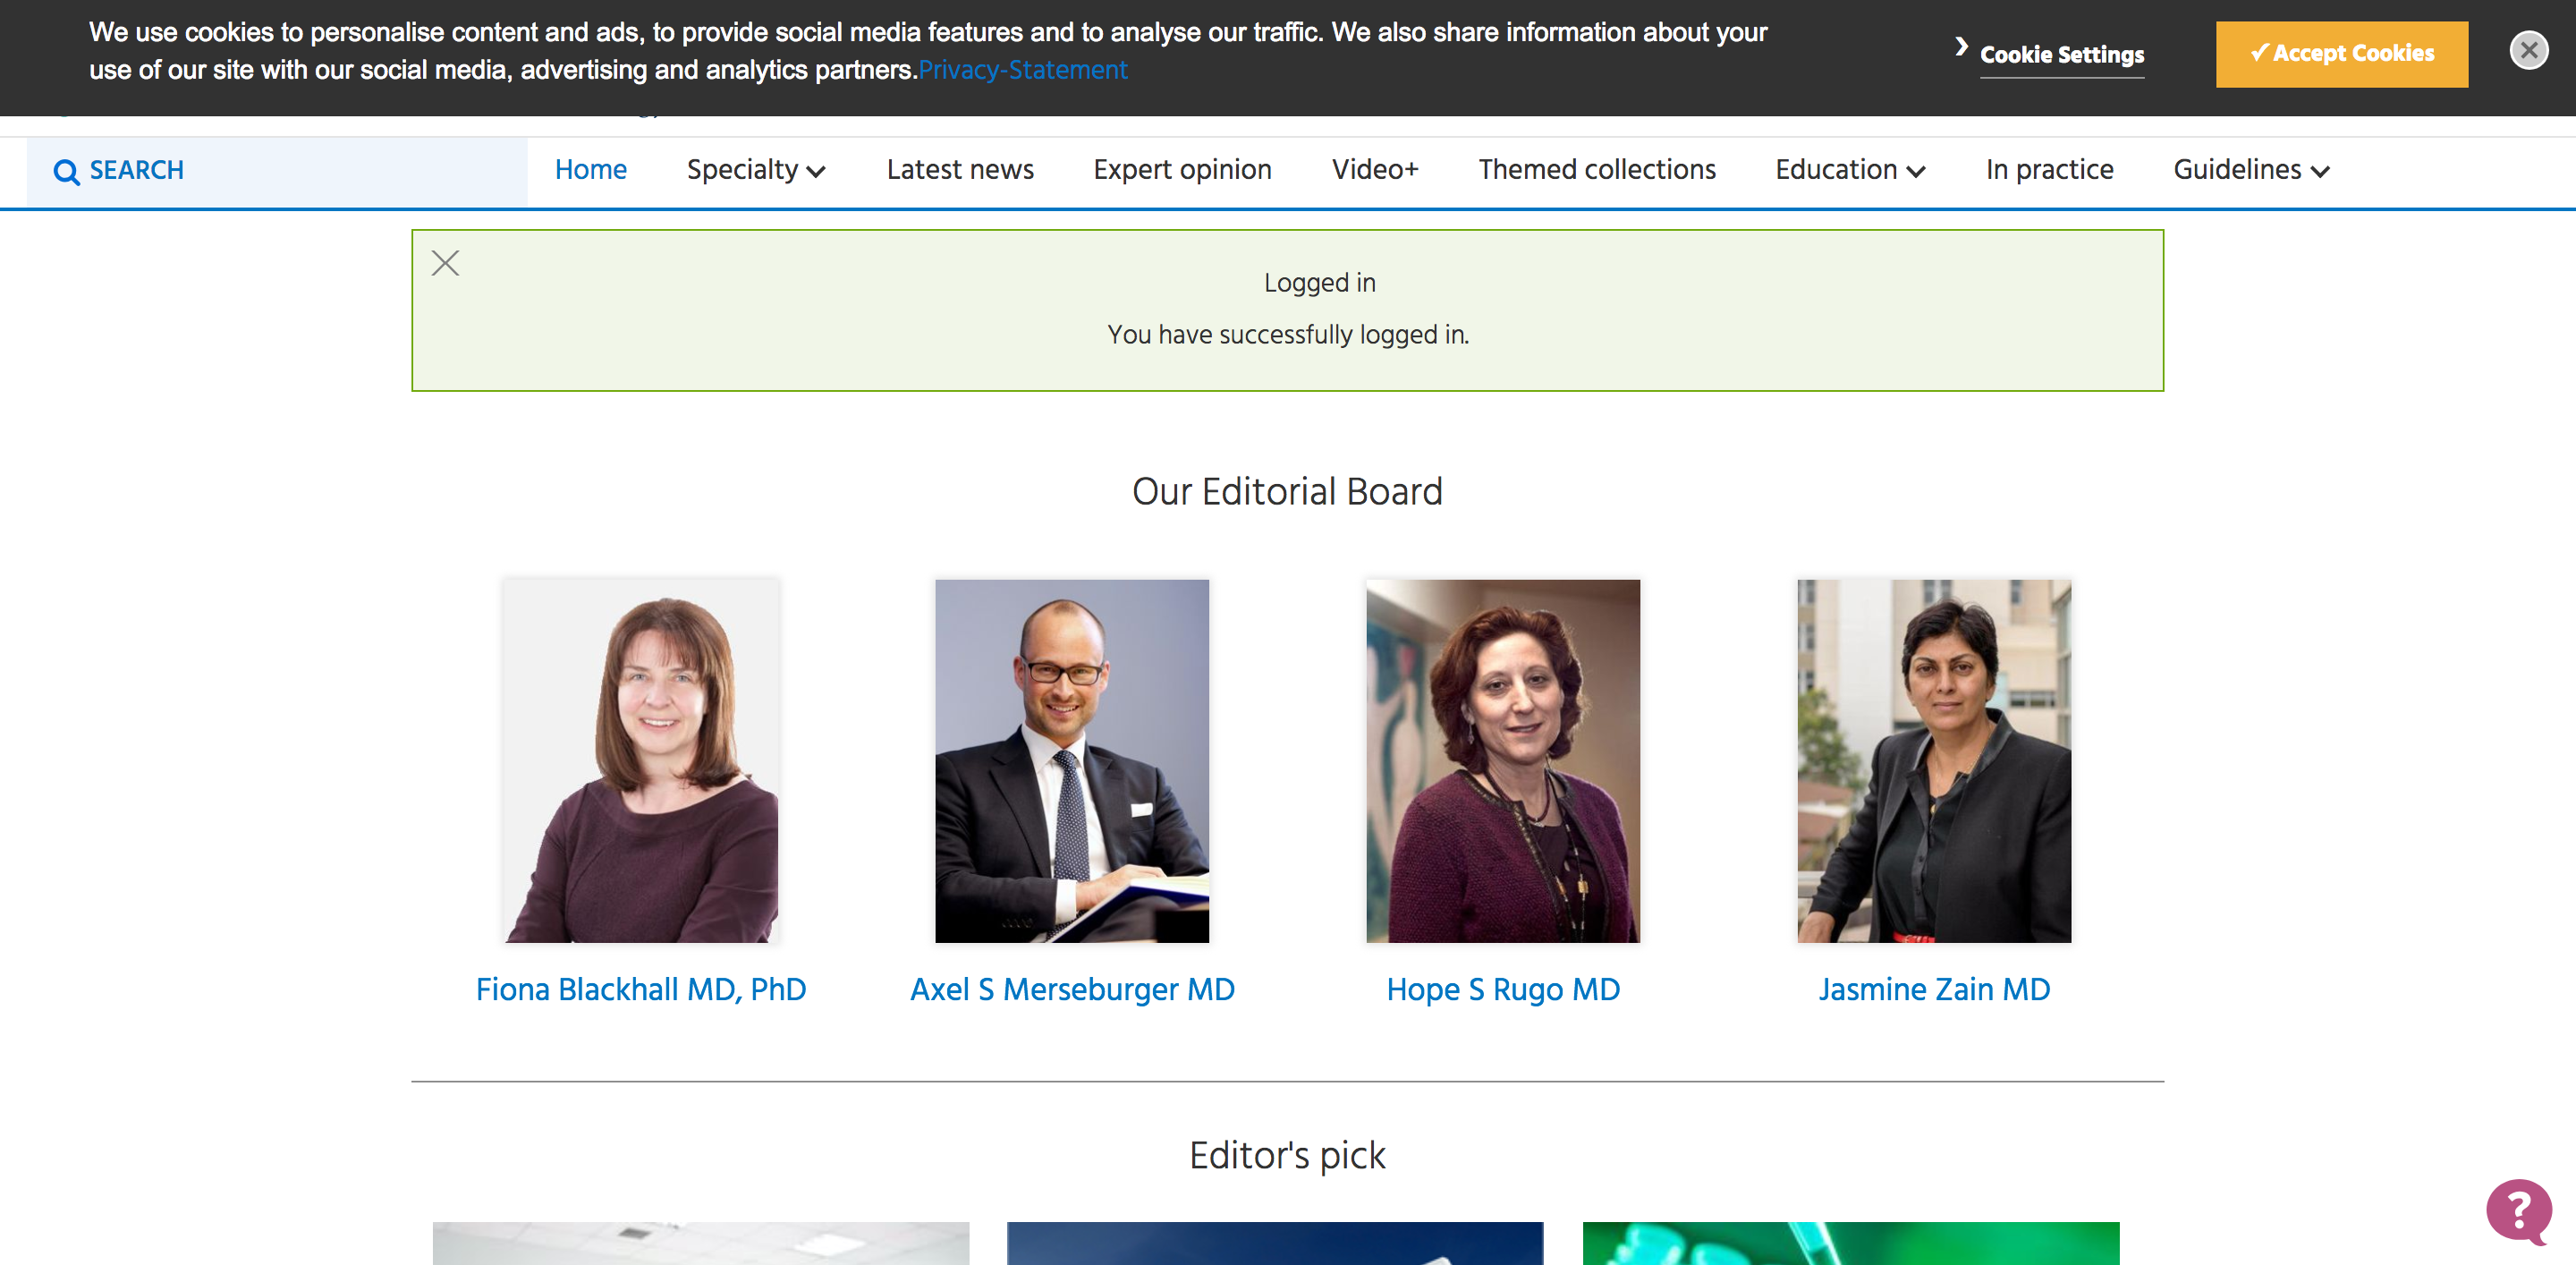 We use cookies to personalise content and ads, to provide social media features and to analyse our traffic. We also share information about your
use of our site with our social media, advertising and analytics partners.Privacy-Statement
Cookie Settings
✓Accept Cookies
SEARCH
Home
Specialty
Latest news
Expert opinion
Video+
Themed collections
Education
In practice
Guidelines
Logged in
You have successfully logged in.
Our Editorial Board
Fiona Blackhall MD, PhD
Axel S Merseburger MD
Hope S Rugo MD
Jasmine Zain MD
Editor's pick
?